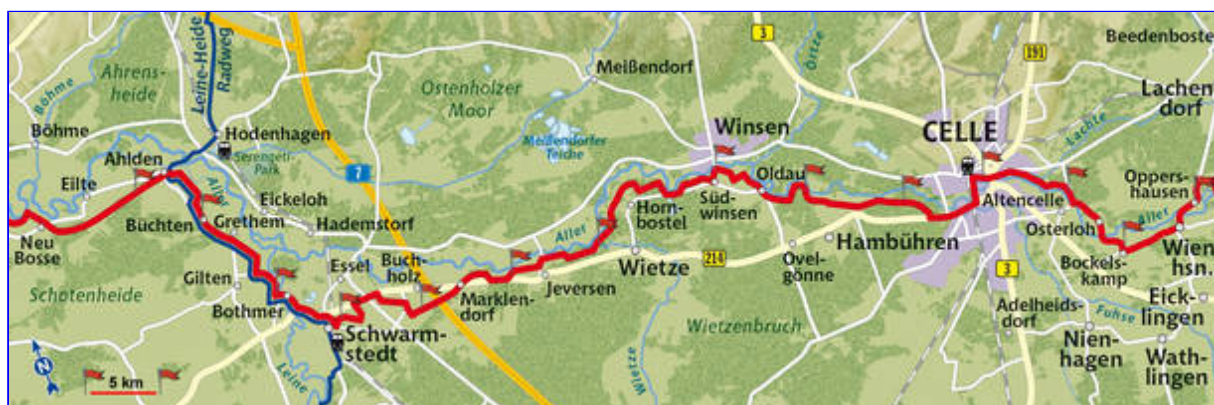 3
191
Beedenboste
Ahrens-
heide
Leine-Heide
Radweg
Böhme
Ostenholzer
Moor
Meißendorf
Örtze
Lachen
dorf
Böhme
Hodenhagen
Meißendorfer
Teiche
Winsen
CELLE
Lachte
Ahlden
Serengeti-
Park
7
Oldau
Oppers-
hausen
Eilte
Aller
Eickeloh
Büchten
Grethem
Hademstorf
Horn-
bostel
Süd-
winsen
Altencelle
Aller
Neu
Bosse
Aller
Osterloh
Wien
hsn.
Gilten
Essel
Buch-
holz
Wietze
214
Ovel-
gönne
Hambühren
Bockels-
kamp
Schotenheide
Bothmer
Marklen-
dorf
Jeversen
3
Eick
lingen
Adelheids-
dorf
Fuhse
Schwarm-
stedt
Wietzenbruch
Nien-
hagen
Wath-
lingen
N
5 km
Leine
Wietze